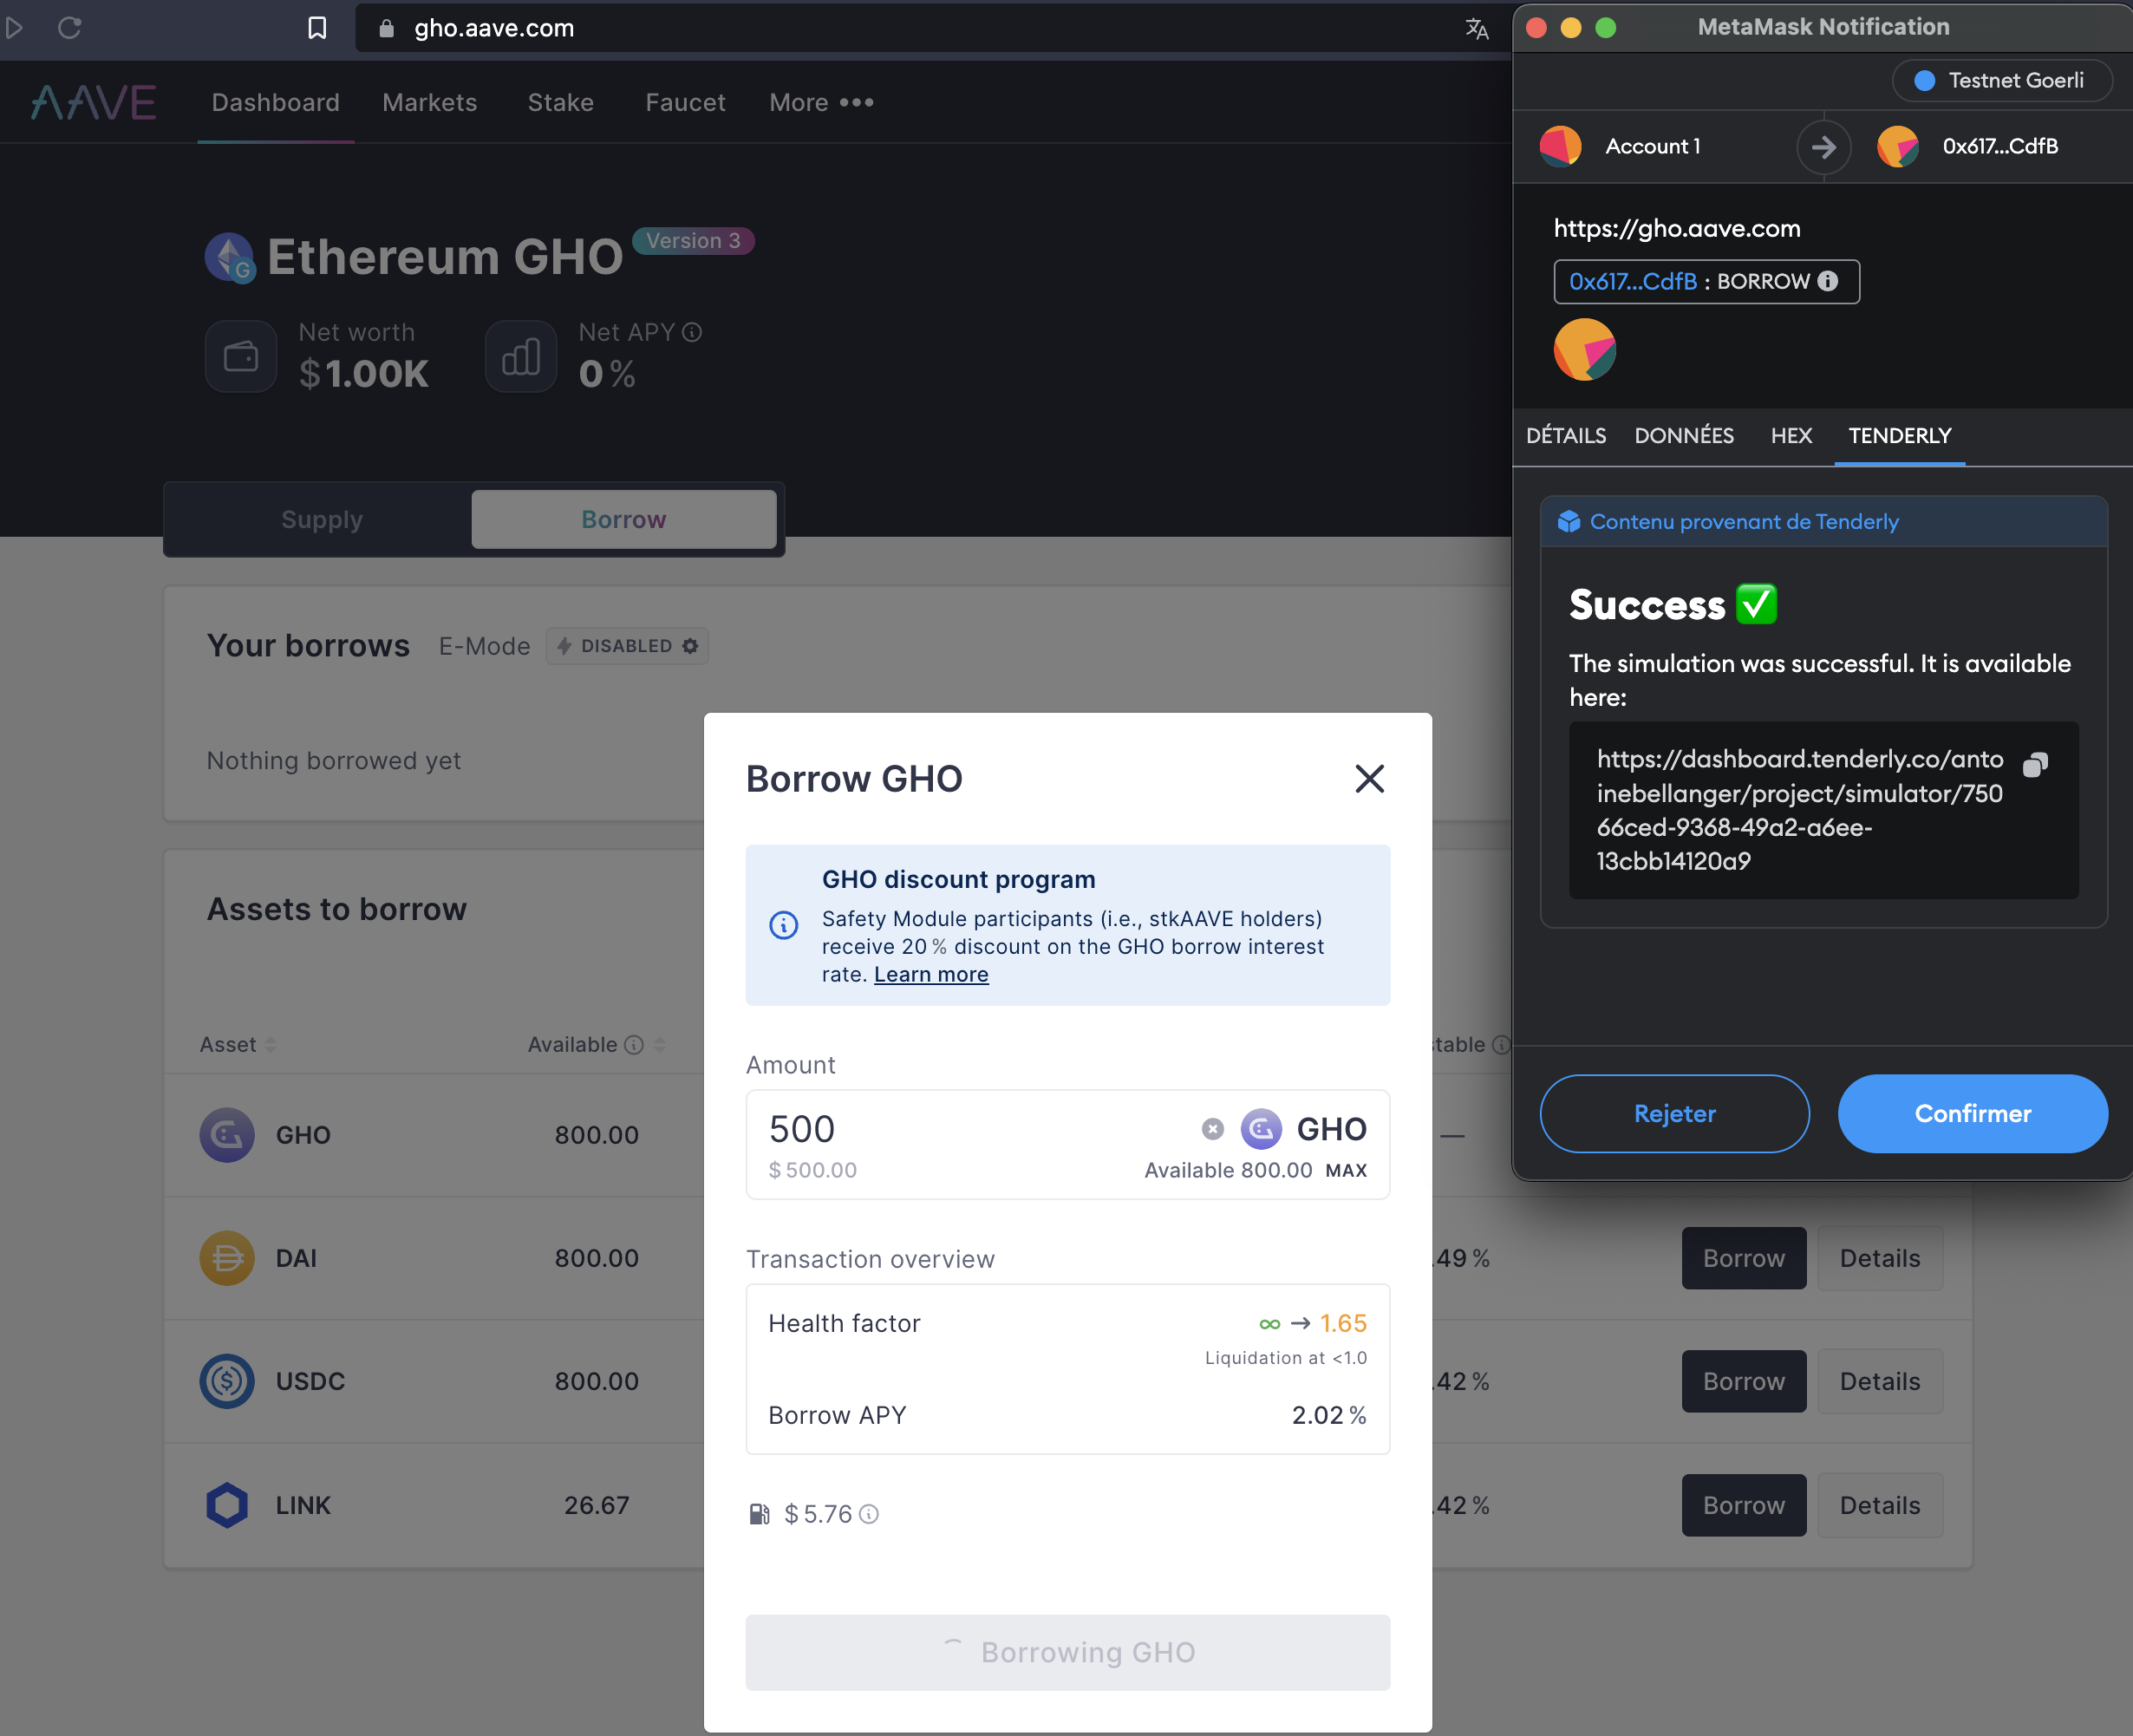 gho.aave.com
AAVE
Dashboard
Markets
Stake
Faucet
More •••
Ethereum GHO
Version 3
Net worth
$1.00K
Net APY
0 %
Supply
Borrow
Your borrows
E-Mode
DISABLED
Nothing borrowed yet
Assets to borrow
Asset
Available
GHO
800.00
—
DAI
800.00
.49 %
Borrow
Details
USDC
800.00
.42 %
Borrow
Details
LINK
26.67
.42 %
Borrow
Details
Borrow GHO
GHO discount program
Safety Module participants (i.e., stkAAVE holders)
receive 20 % discount on the GHO borrow interest
rate. Learn more
Amount
500
GHO
$ 500.00
Available 800.00 MAX
Transaction overview
Health factor
∞ → 1.65
Liquidation at <1.0
Borrow APY
2.02 %
$ 5.76
Borrowing GHO
MetaMask Notification
Testnet Goerli
Account 1
0x617...CdfB
https://gho.aave.com
0x617...CdfB : BORROW
DÉTAILS
DONNÉES
HEX
TENDERLY
Contenu provenant de Tenderly
Success ✅
The simulation was successful. It is available
here:
https://dashboard.tenderly.co/anto
inebellanger/project/simulator/750
66ced-9368-49a2-a6ee-
13cbb14120a9
Rejeter
Confirmer